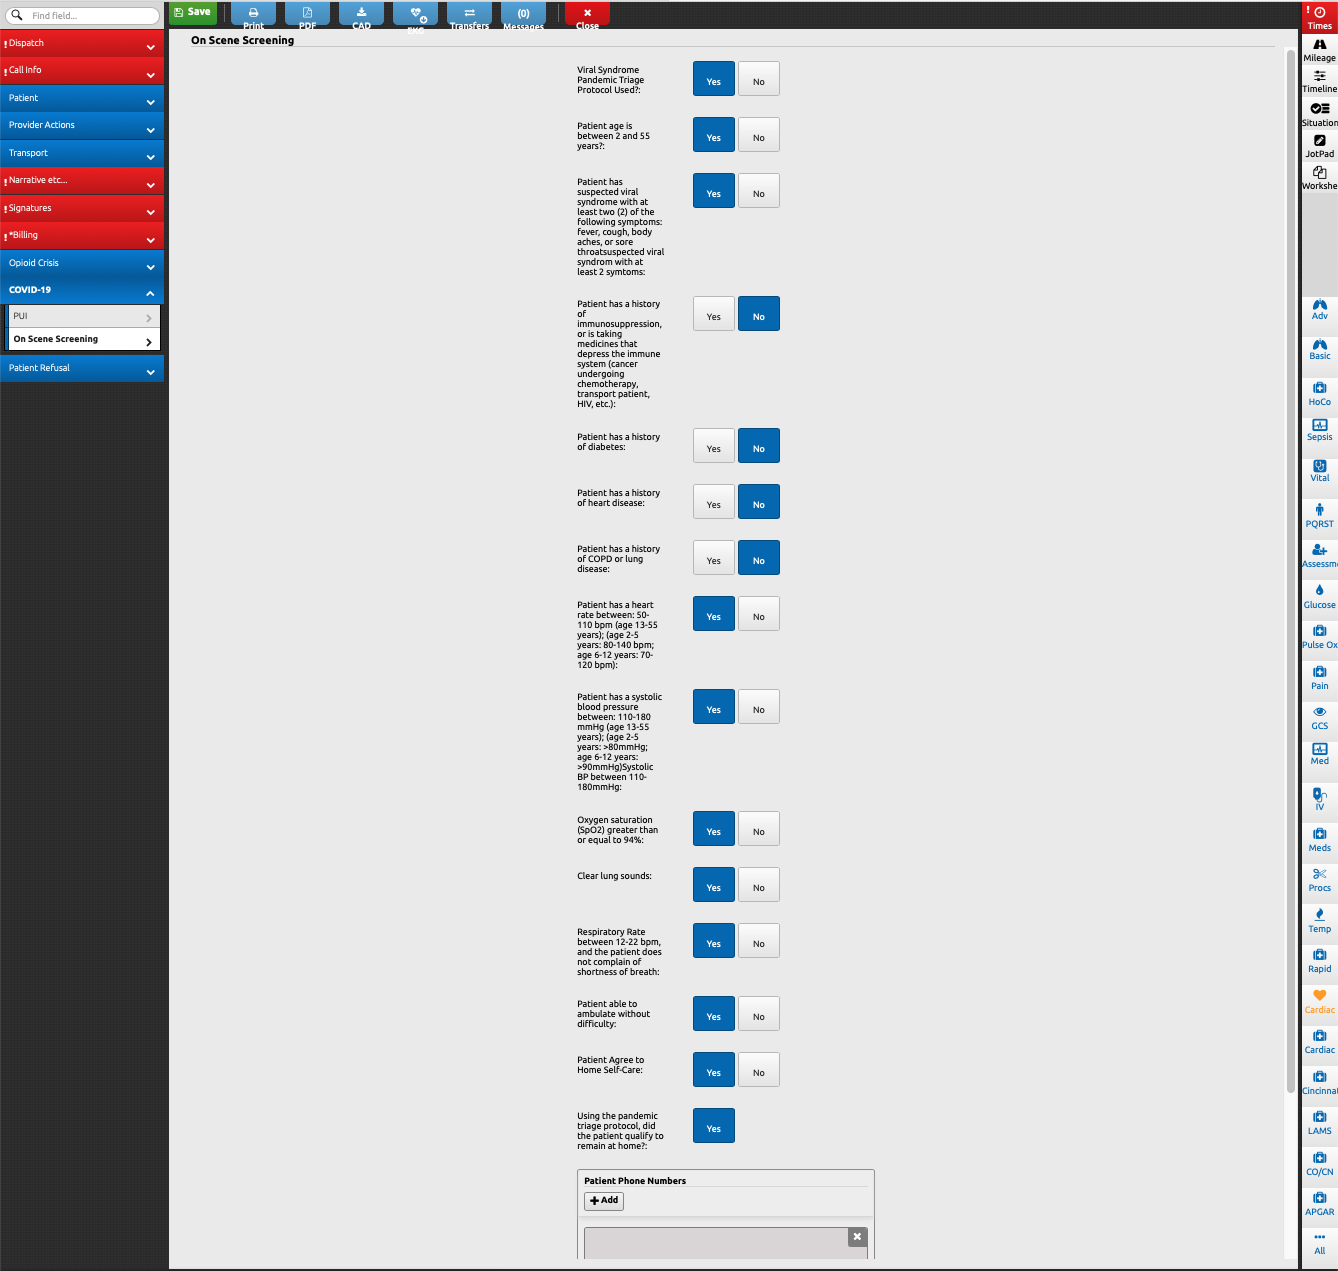 Find field...
Save
Print
PDF
CAD
EKG
Transfers
(0)
Messages
Close
Times
Mileage
Timeline
Situation
JotPad
Workshe
Dispatch
Call Info
Patient
Provider Actions
Transport
Narrative etc...
Signatures
*Billing
Opioid Crisis
COVID-19
PUI
On Scene Screening
Patient Refusal
On Scene Screening
Viral Syndrome
Pandemic Triage
Protocol Used?:
Yes
No
Patient age is
between 2 and 55
years?:
Yes
No
Patient has
suspected viral
syndrome with at
least two (2) of the
following symptoms:
fever, cough, body
aches, or sore
throatsuspected viral
syndrom with at
least 2 symtoms:
Yes
No
Patient has a history
of
immunosuppression,
or is taking
medicines that
depress the immune
system (cancer
undergoing
chemotherapy,
transport patient,
HIV, etc.):
Yes
No
Patient has a history
of diabetes:
Yes
No
Patient has a history
of heart disease:
Yes
No
Patient has a history
of COPD or lung
disease:
Yes
No
Patient has a heart
rate between: 50-
110 bpm (age 13-55
years); (age 2-5
years: 80-140 bpm;
age 6-12 years: 70-
120 bpm):
Yes
No
Patient has a systolic
blood pressure
between: 110-180
mmHg (age 13-55
years); (age 2-5
years: >80mmHg;
age 6-12 years:
>90mmHg)Systolic
BP between 110-
180mmHg:
Yes
No
Oxygen saturation
(SpO2) greater than
or equal to 94%:
Yes
No
Clear lung sounds:
Yes
No
Respiratory Rate
between 12-22 bpm,
and the patient does
not complain of
shortness of breath:
Yes
No
Patient able to
ambulate without
difficulty:
Yes
No
Patient Agree to
Home Self-Care:
Yes
No
Using the pandemic
triage protocol, did
the patient qualify to
remain at home?:
Yes
Patient Phone Numbers
Add
Adv
Basic
HoCo
Sepsis
Vital
PQRST
Assessm
Glucose
Pulse Ox
Pain
GCS
Med
IV
Meds
Procs
Temp
Rapid
Cardiac
Cardiac
Cincinnat
LAMS
CO/CN
APGAR
All